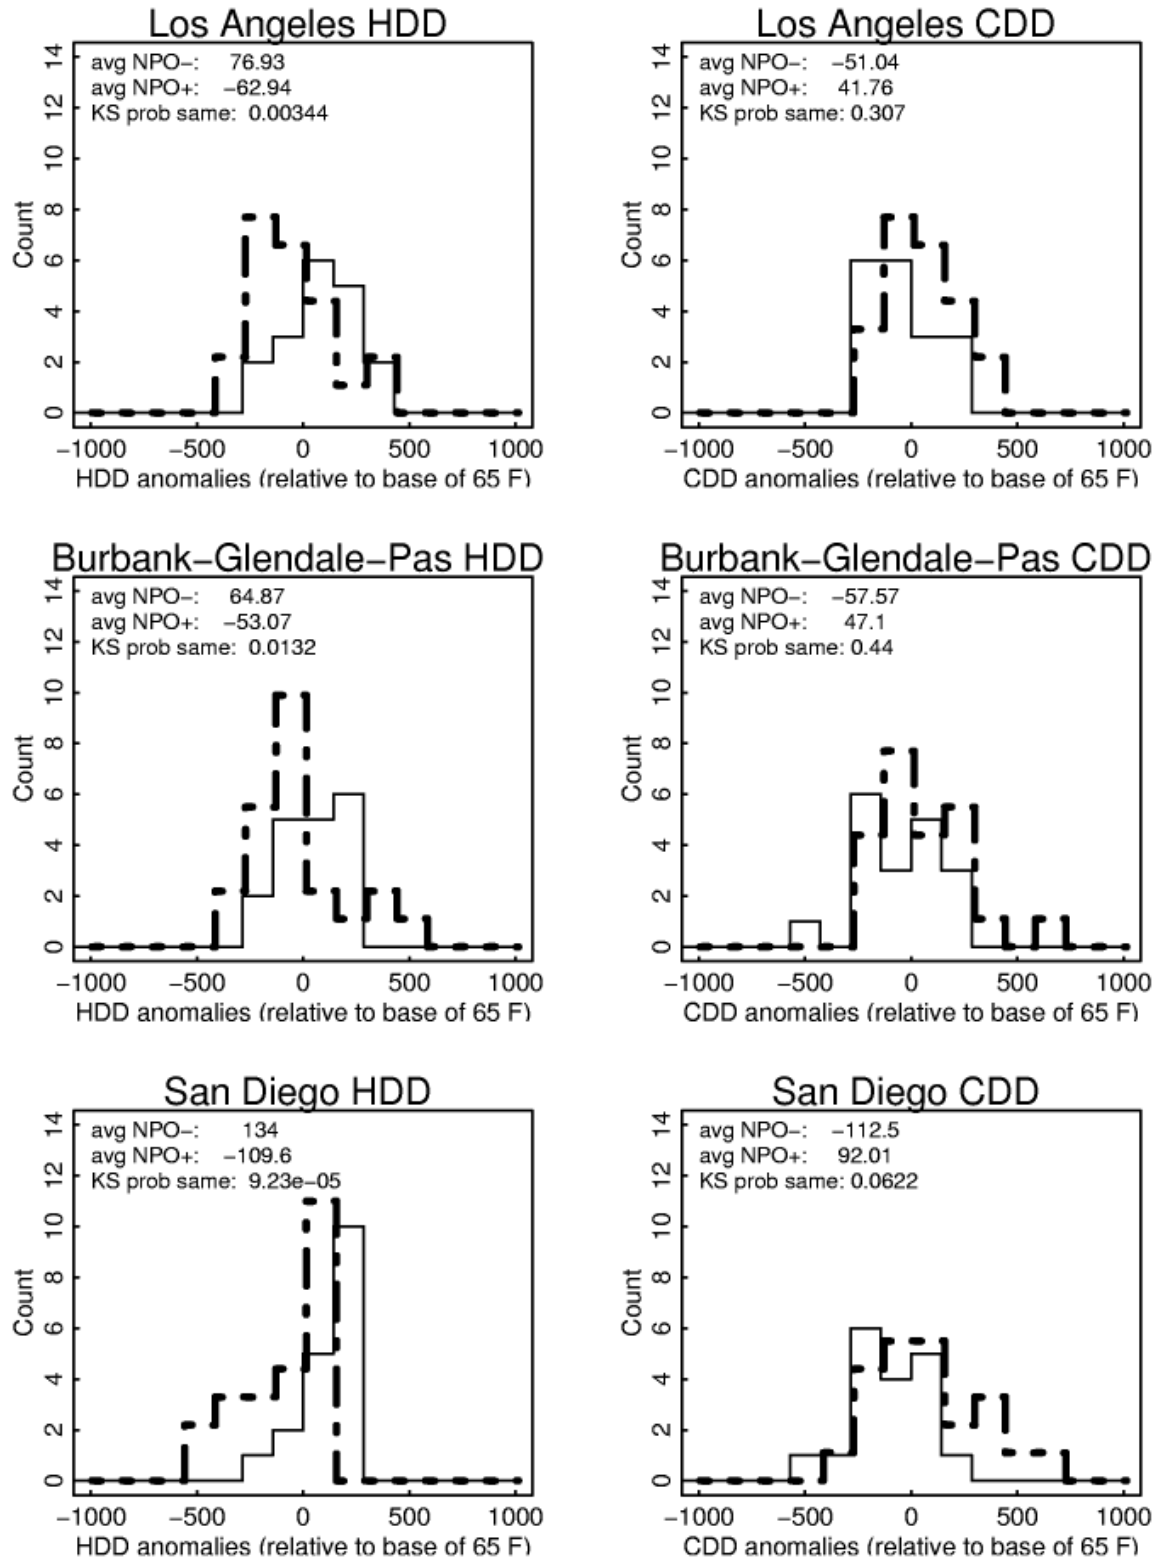 Los Angeles HDD
avg NPO−: 76.93
avg NPO+: −62.94
KS prob same: 0.00344
Count
0 2 4 6 8 10 12 14
−1000 −500 0 500 1000
HDD anomalies (relative to base of 65 F)
Los Angeles CDD
avg NPO−: −51.04
avg NPO+: 41.76
KS prob same: 0.307
Count
0 2 4 6 8 10 12 14
−1000 −500 0 500 1000
CDD anomalies (relative to base of 65 F)
Burbank−Glendale−Pas HDD
avg NPO−: 64.87
avg NPO+: −53.07
KS prob same: 0.0132
Count
0 2 4 6 8 10 12 14
−1000 −500 0 500 1000
HDD anomalies (relative to base of 65 F)
Burbank−Glendale−Pas CDD
avg NPO−: −57.57
avg NPO+: 47.1
KS prob same: 0.44
Count
0 2 4 6 8 10 12 14
−1000 −500 0 500 1000
CDD anomalies (relative to base of 65 F)
San Diego HDD
avg NPO−: 134
avg NPO+: −109.6
KS prob same: 9.23e−05
Count
0 2 4 6 8 10 12 14
−1000 −500 0 500 1000
HDD anomalies (relative to base of 65 F)
San Diego CDD
avg NPO−: −112.5
avg NPO+: 92.01
KS prob same: 0.0622
Count
0 2 4 6 8 10 12 14
−1000 −500 0 500 1000
CDD anomalies (relative to base of 65 F)